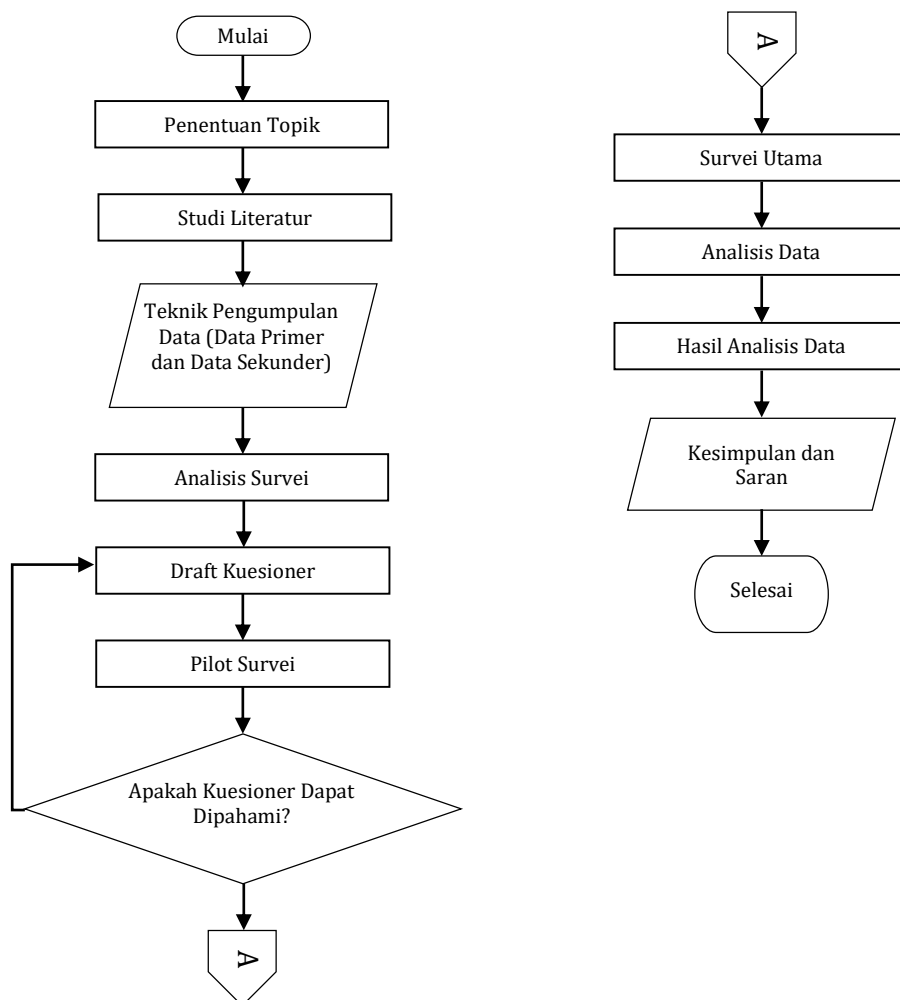 Mulai
Penentuan Topik
Studi Literatur
Teknik Pengumpulan
Data (Data Primer
dan Data Sekunder)
Analisis Survei
Draft Kuesioner
Pilot Survei
Apakah Kuesioner Dapat
Dipahami?
A
A
Survei Utama
Analisis Data
Hasil Analisis Data
Kesimpulan dan
Saran
Selesai